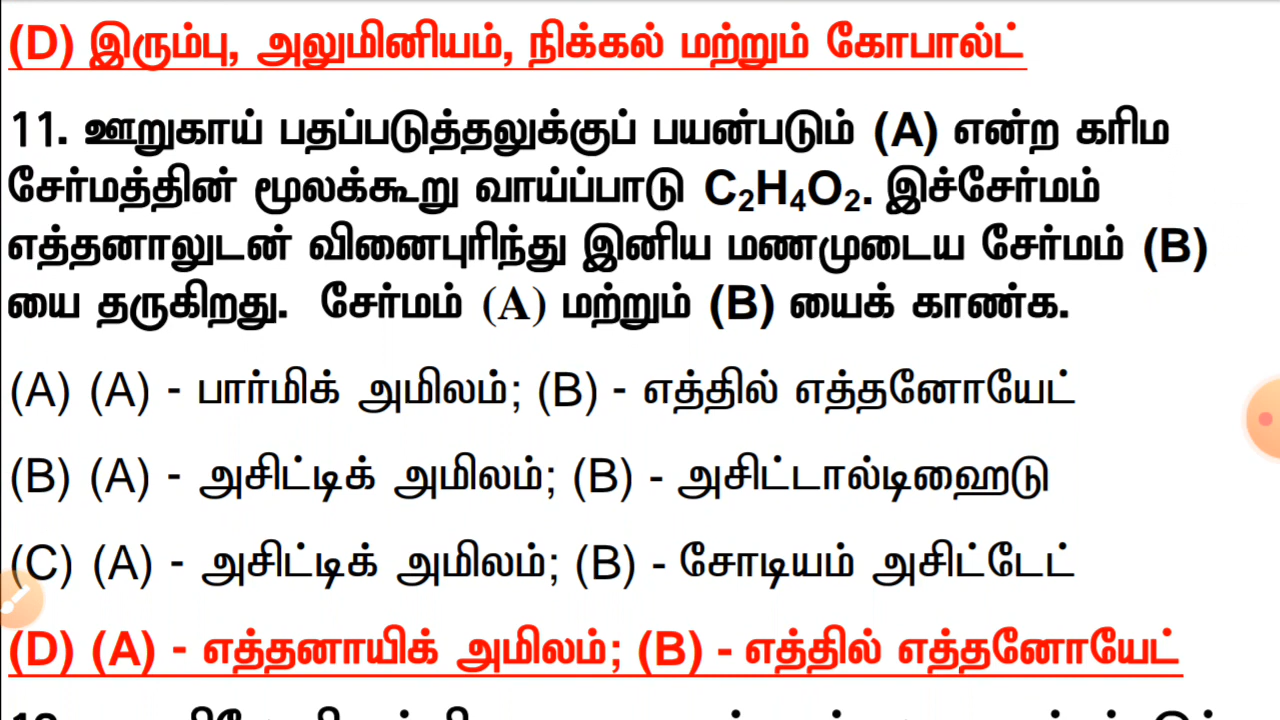 (D) இரும்பு, அலுமினியம், நிக்கல் மற்றும் கோபால்ட்
11. ஊறுகாய் பதப்படுத்தலுக்குப் பயன்படும் (A) என்ற கரிம
சேர்மத்தின் மூலக்கூறு வாய்ப்பாடு C₂H₄O₂. இச்சேர்மம்
எத்தனாலுடன் வினைபுரிந்து இனிய மணமுடைய சேர்மம் (B)
யை தருகிறது. சேர்மம் (A) மற்றும் (B) யைக் காண்க.
(A) (A) - பார்மிக் அமிலம்; (B) - எத்தில் எத்தனோயேட்
(B) (A) - அசிட்டிக் அமிலம்; (B) - அசிட்டால்டிஹைடு
(C) (A) - அசிட்டிக் அமிலம்; (B) - சோடியம் அசிட்டேட்
(D) (A) - எத்தனாயிக் அமிலம்; (B) - எத்தில் எத்தனோயேட்